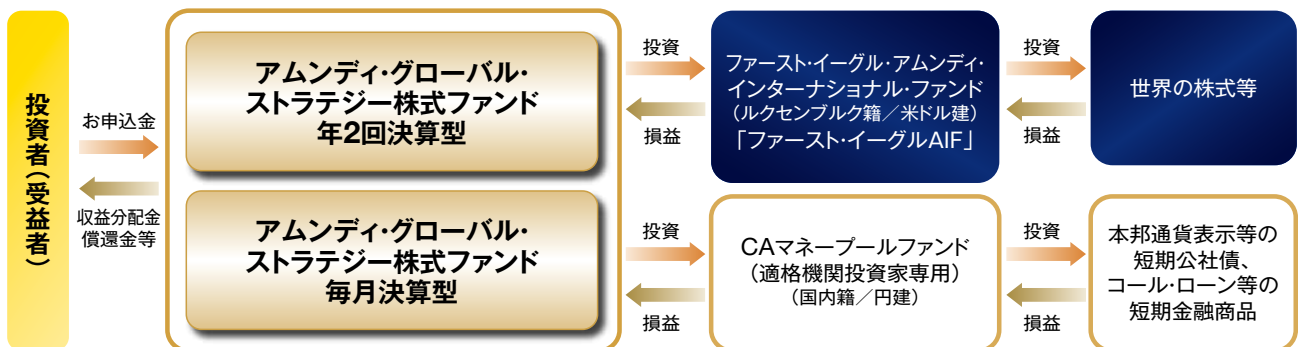 投資者(受益者)
お申込金
収益分配金
償還金等
アムンディ・グローバル・
ストラテジー株式ファンド
年2回決算型
アムンディ・グローバル・
ストラテジー株式ファンド
毎月決算型
投資
損益
ファースト・イーグル・アムンディ・
インターナショナル・ファンド
(ルクセンブルク籍／米ドル建)
「ファースト・イーグルAIF」
投資
損益
世界の株式等
投資
損益
CAマネープールファンド
(適格機関投資家専用)
(国内籍／円建)
投資
損益
本邦通貨表示等の
短期公社債、
コール・ローン等の
短期金融商品